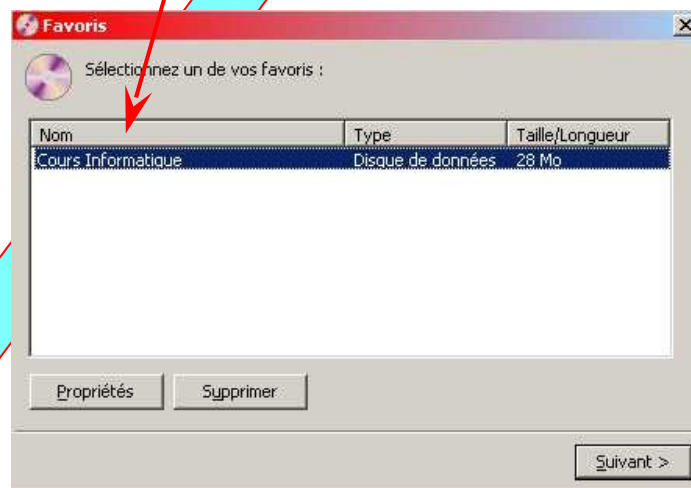 Favoris
Sélectionnez un de vos favoris :
Nom Type Taille/Longueur
Cours Informatique Disque de données 28 Mo
Propriétés Supprimer
Suivant >